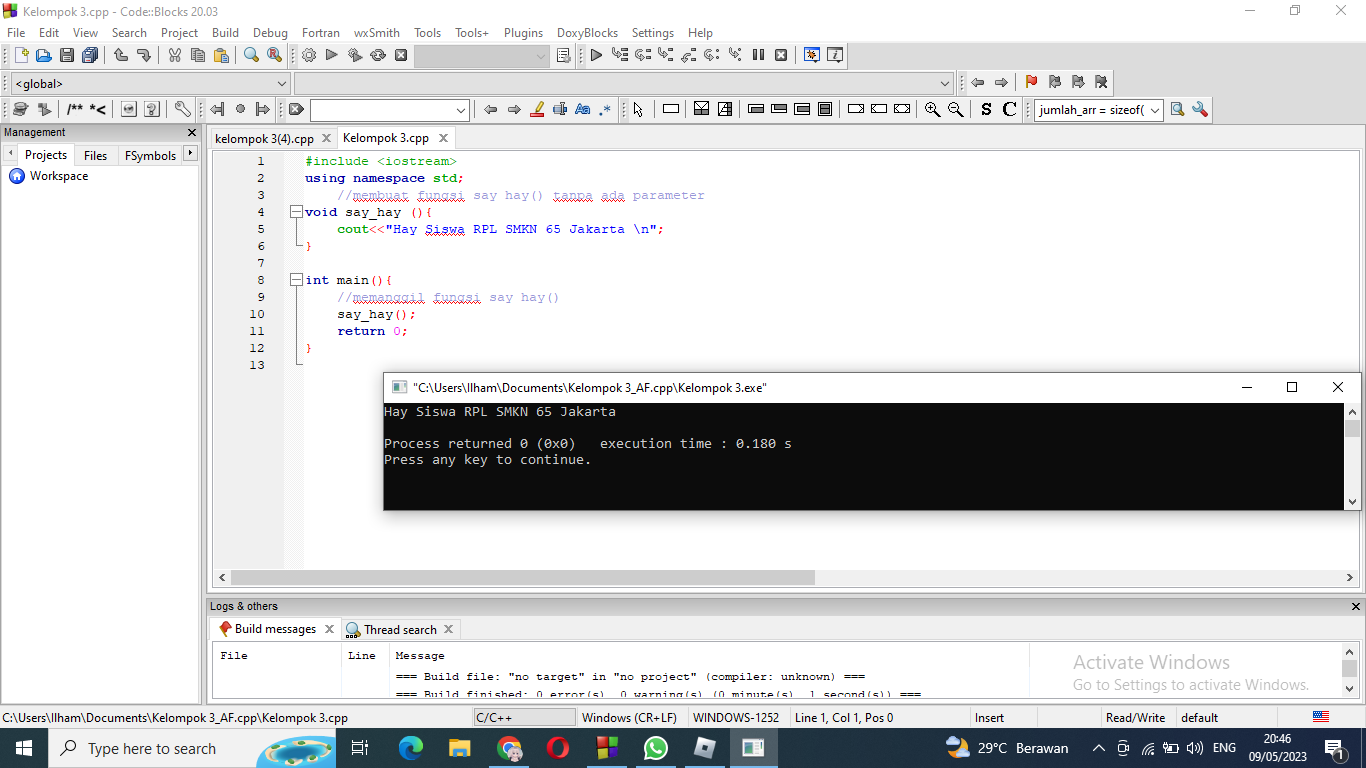 Kelompok 3.cpp - Code::Blocks 20.03
File Edit View Search Project Build Debug Fortran wxSmith Tools Tools+ Plugins DoxyBlocks Settings Help
<global>
/** *< S C jumlah_arr = sizeof(
Management
Projects Files FSymbols
Workspace
kelompok 3(4).cpp Kelompok 3.cpp
1 #include <iostream>
2 using namespace std;
3 //membuat fungsi say hay() tanpa ada parameter
4 void say_hay (){
5 cout<<"Hay Siswa RPL SMKN 65 Jakarta \n";
6 }
7
8 int main(){
9 //memanggil fungsi say hay()
10 say_hay();
11 return 0;
12 }
13
"C:\Users\Ilham\Documents\Kelompok 3_AF.cpp\Kelompok 3.exe"
Hay Siswa RPL SMKN 65 Jakarta
Process returned 0 (0x0) execution time : 0.180 s
Press any key to continue.
Logs & others
Build messages Thread search
File Line Message
=== Build file: "no target" in "no project" (compiler: unknown) ===
=== Build finished: 0 error(s), 0 warning(s) (0 minute(s), 1 second(s)) ===
Activate Windows
Go to Settings to activate Windows.
C:\Users\Ilham\Documents\Kelompok 3_AF.cpp\Kelompok 3.cpp C/C++ Windows (CR+LF) WINDOWS-1252 Line 1, Col 1, Pos 0 Insert Read/Write default
Type here to search 29°C Berawan ENG 20:46
09/05/2023 1